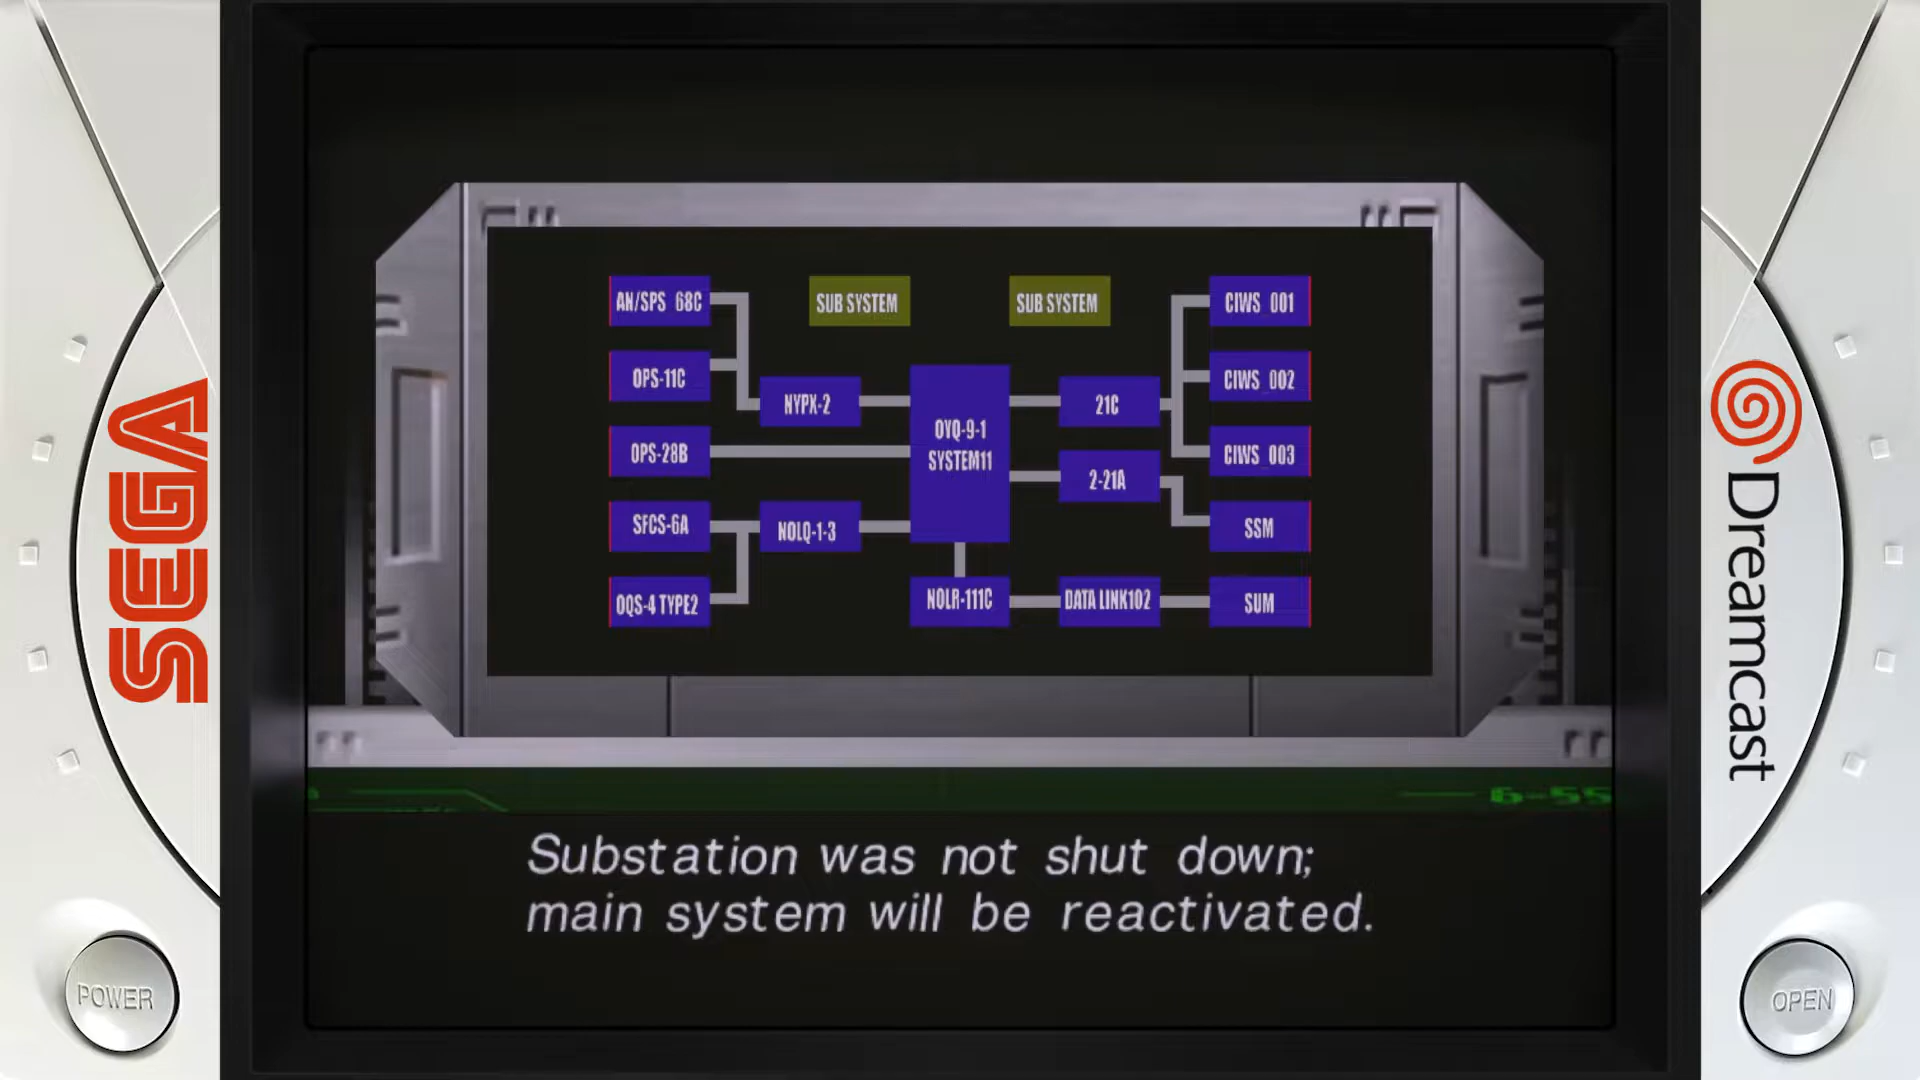 SEGA
AN/SPS 68C
SUB SYSTEM
SUB SYSTEM
CIWS 001
OPS-11C
CIWS 002
NYPX-2
21C
OYQ-9-1
SYSTEM11
OPS-28B
CIWS 003
2-21A
SFCS-6A
NOLQ-1-3
SSM
OQS-4 TYPE2
NOLR-111C
DATA LINK102
SUM
6-55
Substation was not shut down;
main system will be reactivated.
Dreamcast
POWER
OPEN